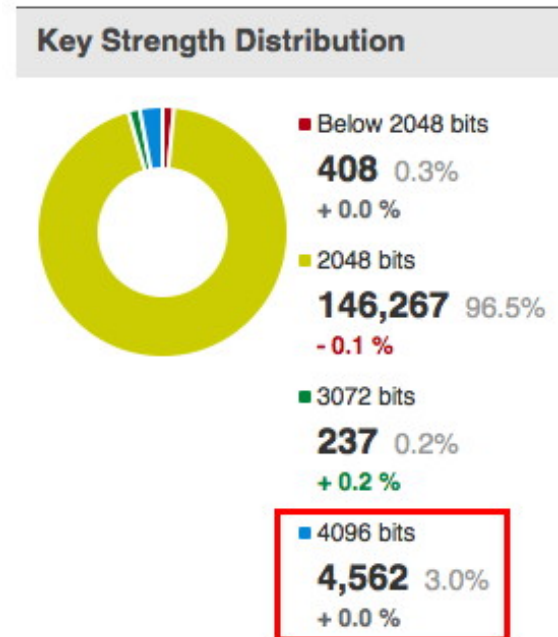 Key Strength Distribution
Below 2048 bits
408 0.3%
+ 0.0 %
2048 bits
146,267 96.5%
- 0.1 %
3072 bits
237 0.2%
+ 0.2 %
4096 bits
4,562 3.0%
+ 0.0 %